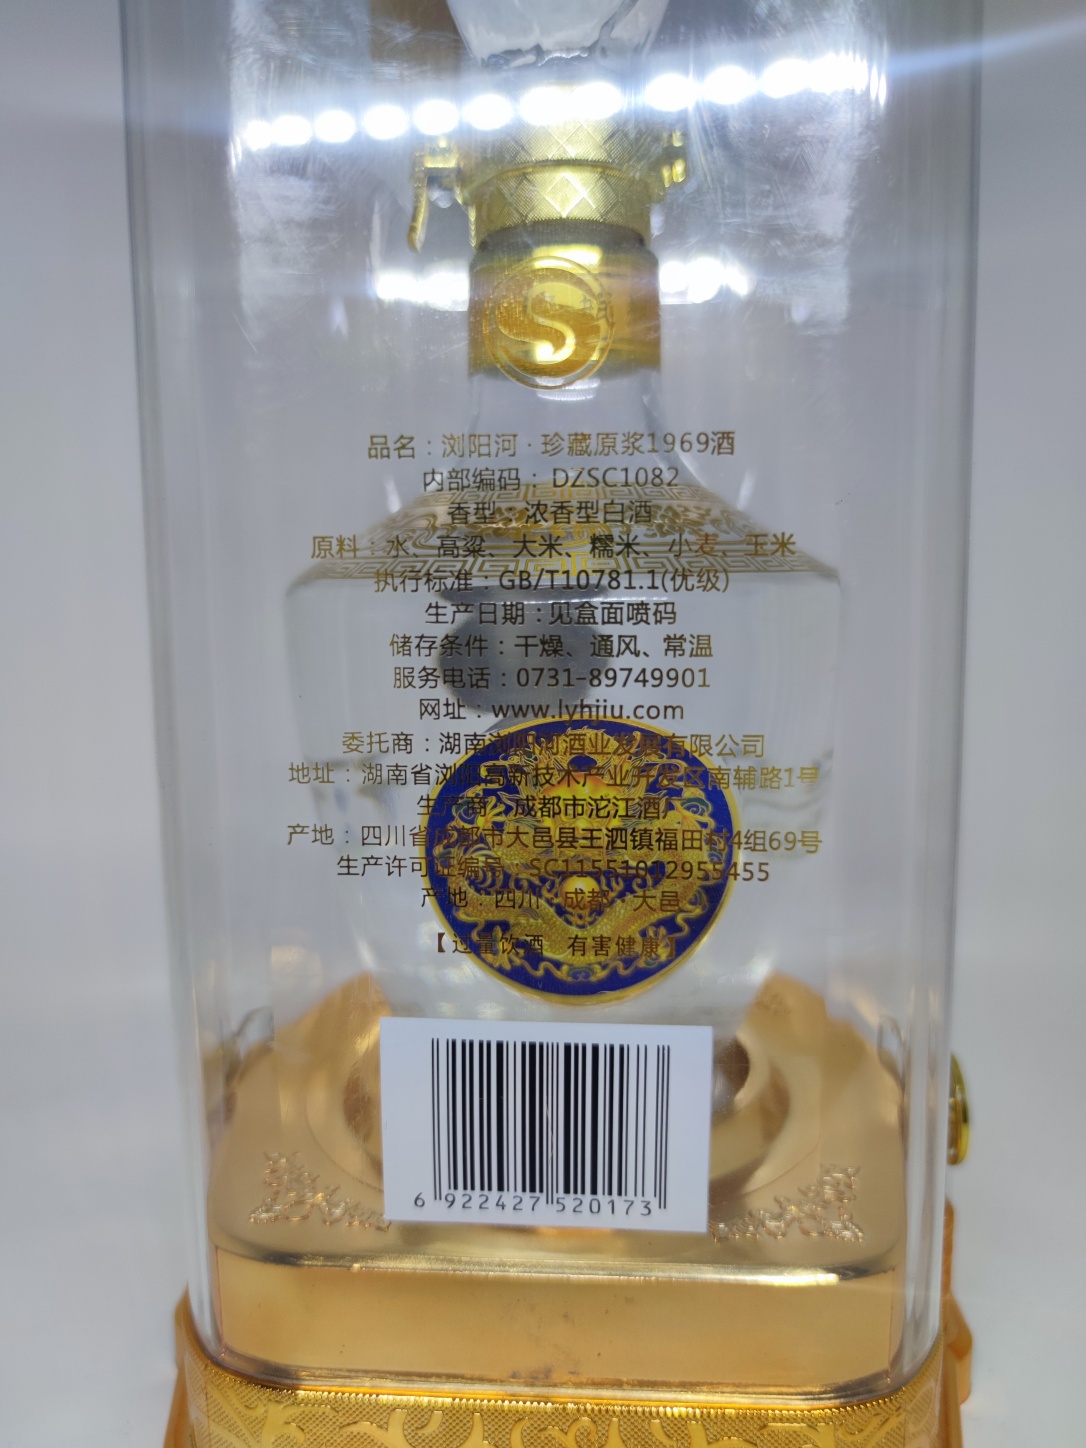 品名：浏阳河·珍藏原浆1969酒
内部编码：DZSC1082
香型：浓香型白酒
原料：水、高粱、大米、糯米、小麦、玉米
执行标准：GB/T10781.1(优级)
生产日期：见盒面喷码
储存条件：干燥、通风、常温
服务电话：0731-89749901
网址：www.lyhjiu.com
委托商：湖南浏阳河酒业发展有限公司
地址：湖南省浏阳高新技术产业开发区南辅路1号
生产商：成都市沱江酒厂
产地：四川省成都市大邑县王泗镇福田村4组69号
生产许可证编号：SC11551012955455
产地：四川·成都·大邑
【过量饮酒 有害健康】
6 922427 520173